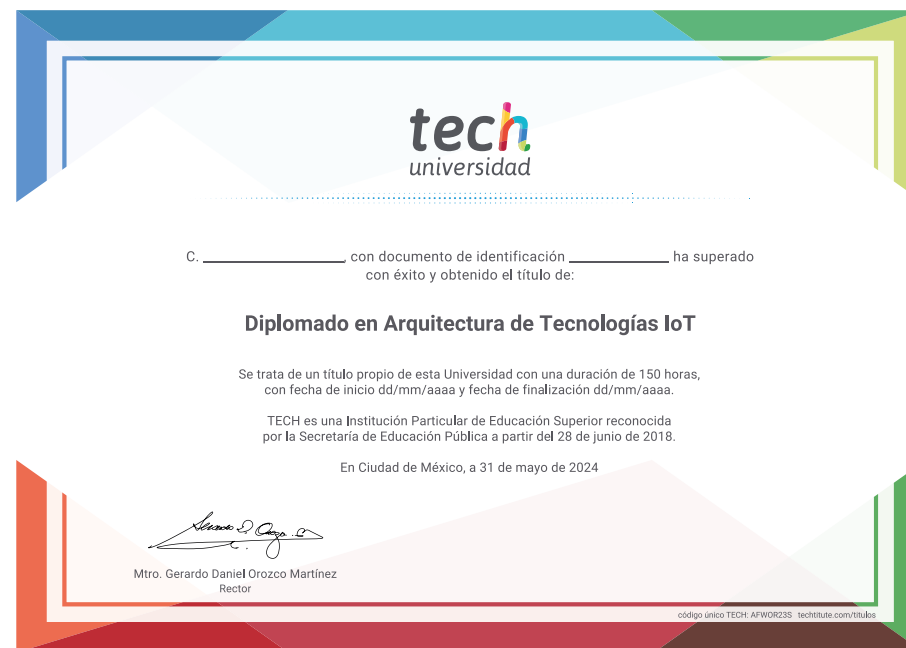 tech
universidad
C. ____________, con documento de identificación ____________ ha superado
con éxito y obtenido el título de:
Diplomado en Arquitectura de Tecnologías IoT
Se trata de un título propio de esta Universidad con una duración de 150 horas,
con fecha de inicio dd/mm/aaaa y fecha de finalización dd/mm/aaaa.
TECH es una Institución Particular de Educación Superior reconocida
por la Secretaría de Educación Pública a partir del 28 de junio de 2018.
En Ciudad de México, a 31 de mayo de 2024
Mtro. Gerardo Daniel Orozco Martínez
Rector
código único TECH: AFWOR23S techtitute.com/titulos